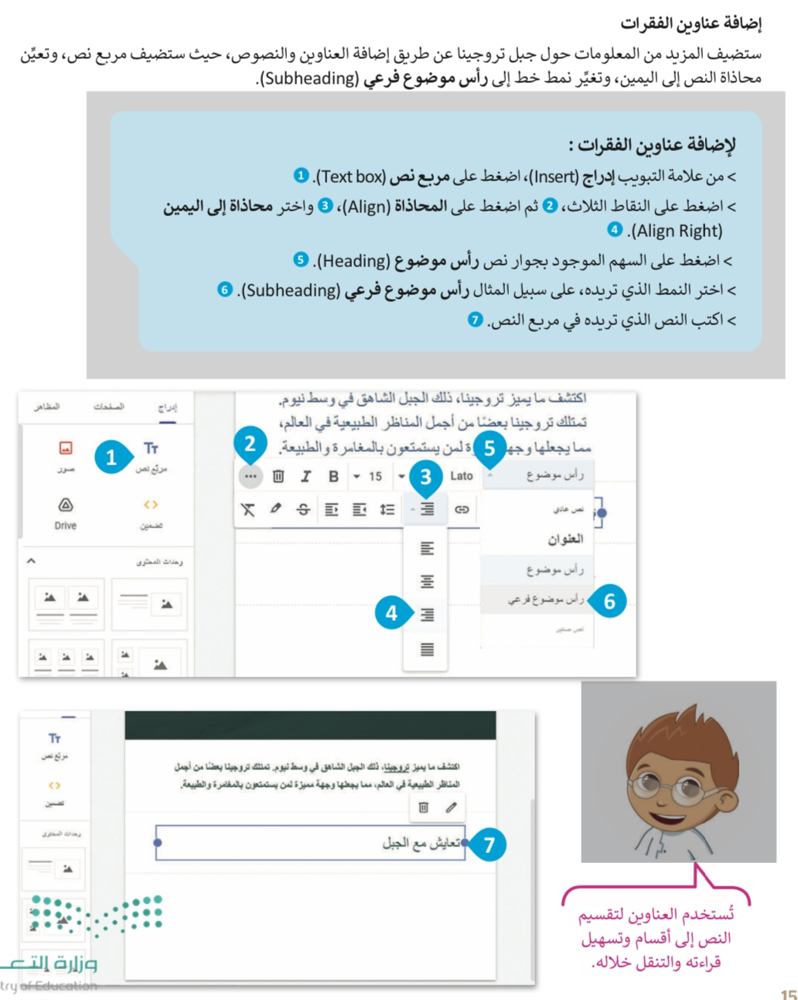 إضافة عناوين الفقرات
ستضيف المزيد من المعلومات حول جبل تروجينا عن طريق إضافة العناوين والنصوص، حيث ستضيف مربع نص، وتعيِّن
محاذاة النص إلى اليمين، وتغيِّر نمط خط إلى رأس موضوع فرعي (Subheading).
لإضافة عناوين الفقرات :
> من علامة التبويب إدراج (Insert)، اضغط على مربع نص (Text box). 1
> اضغط على النقاط الثلاث، 2 ثم اضغط على المحاذاة (Align)، 3 واختر محاذاة إلى اليمين
(Align Right). 4
> اضغط على السهم الموجود بجوار نص رأس موضوع (Heading). 5
> اختر النمط الذي تريده، على سبيل المثال رأس موضوع فرعي (Subheading). 6
> اكتب النص الذي تريده في مربع النص. 7
اكتشف ما يميز تروجينا، ذلك الجبل الشاهق في وسط نيوم.
تمتلك تروجينا بعضًا من أجمل المناظر الطبيعية في العالم،
مما يجعلها وجهة لمن يستمتعون بالمغامرة والطبيعة.
إدراج الصفحات المظاهر
1
مربّع نص صور
تضمين Drive
وحدات المحتوى
2
3
5
رأس موضوع Lato 15 B I
نص عادي
العنوان
رأس موضوع
رأس موضوع فرعي
نص صغير
4
6
مربّع نص
تضمين
وحدات المحتوى
اكتشف ما يميز تروجينا، ذلك الجبل الشاهق في وسط نيوم. تمتلك تروجينا بعضًا من أجمل
المناظر الطبيعية في العالم، مما يجعلها وجهة مميزة لمن يستمتعون بالمغامرة والطبيعة.
تعايش مع الجبل
7
تُستخدم العناوين لتقسيم
النص إلى أقسام وتسهيل
قراءته والتنقل خلاله.
وزارة التعـ
try of Education
15